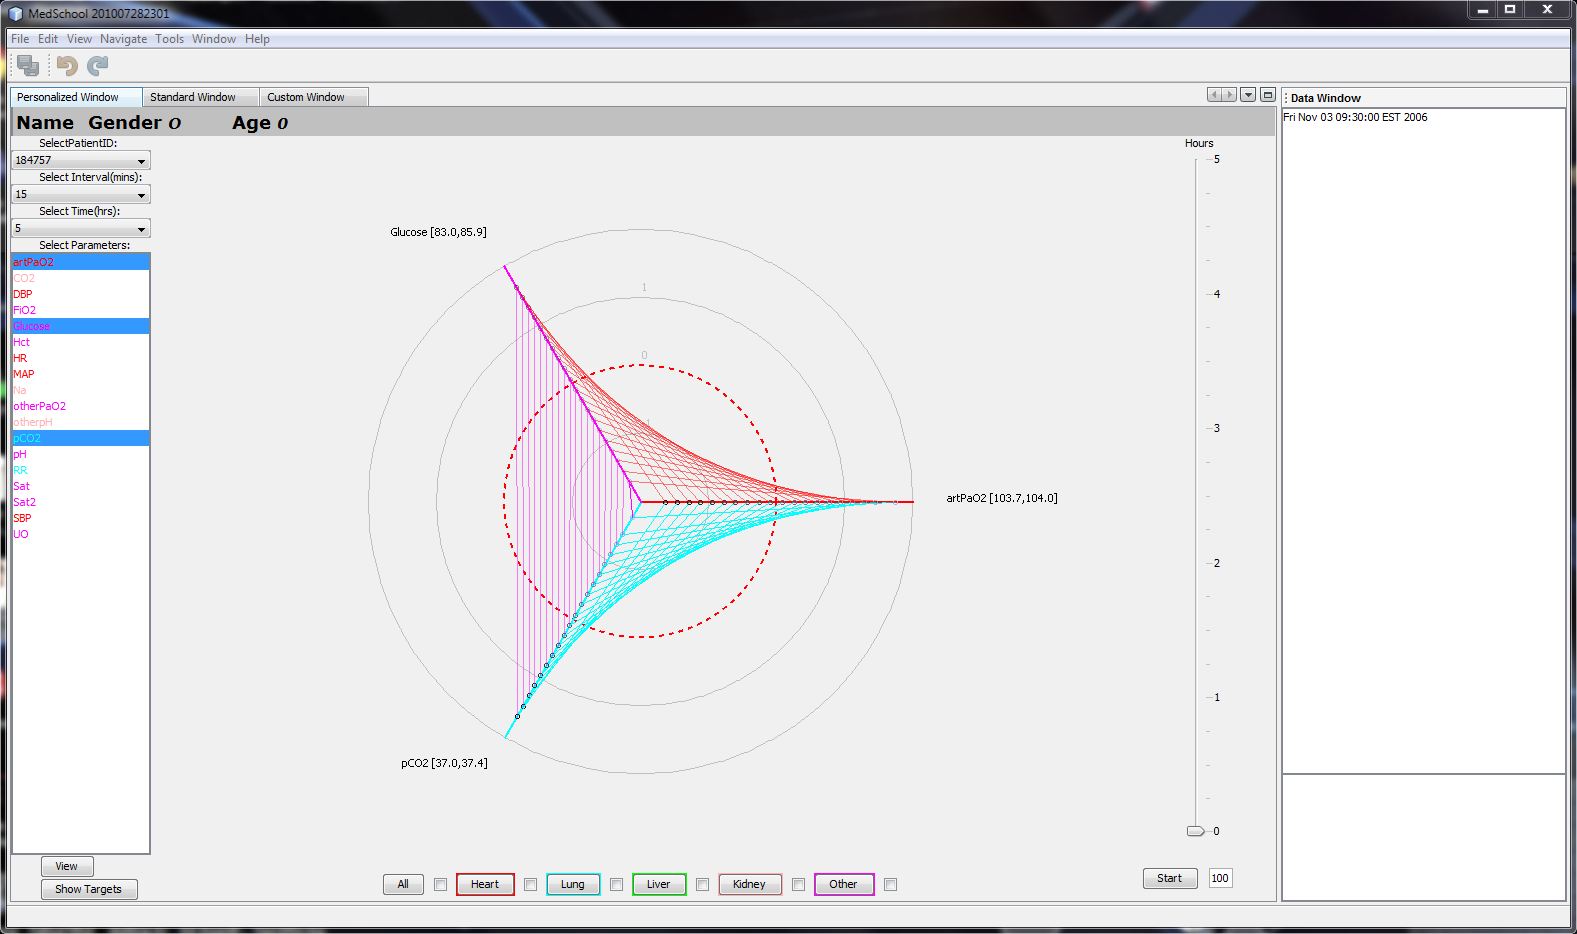 MedSchool 201007282301
File Edit View Navigate Tools Window Help
Personalized Window Standard Window Custom Window
Data Window
Name Gender O Age 0
Fri Nov 03 09:30:00 EST 2006
SelectPatientID:
184757
Select Interval(mins):
15
Select Time(hrs):
5
Select Parameters:
artPaO2
CO2
DBP
FiO2
Glucose
Hct
HR
MAP
Na
otherPaO2
otherpH
pCO2
pH
RR
Sat
Sat2
SBP
UO
View
Show Targets
Glucose [83.0,85.9]
1
0
artPaO2 [103.7,104.0]
pCO2 [37.0,37.4]
Hours
5
4
3
2
1
0
All Heart Lung Liver Kidney Other
Start 100